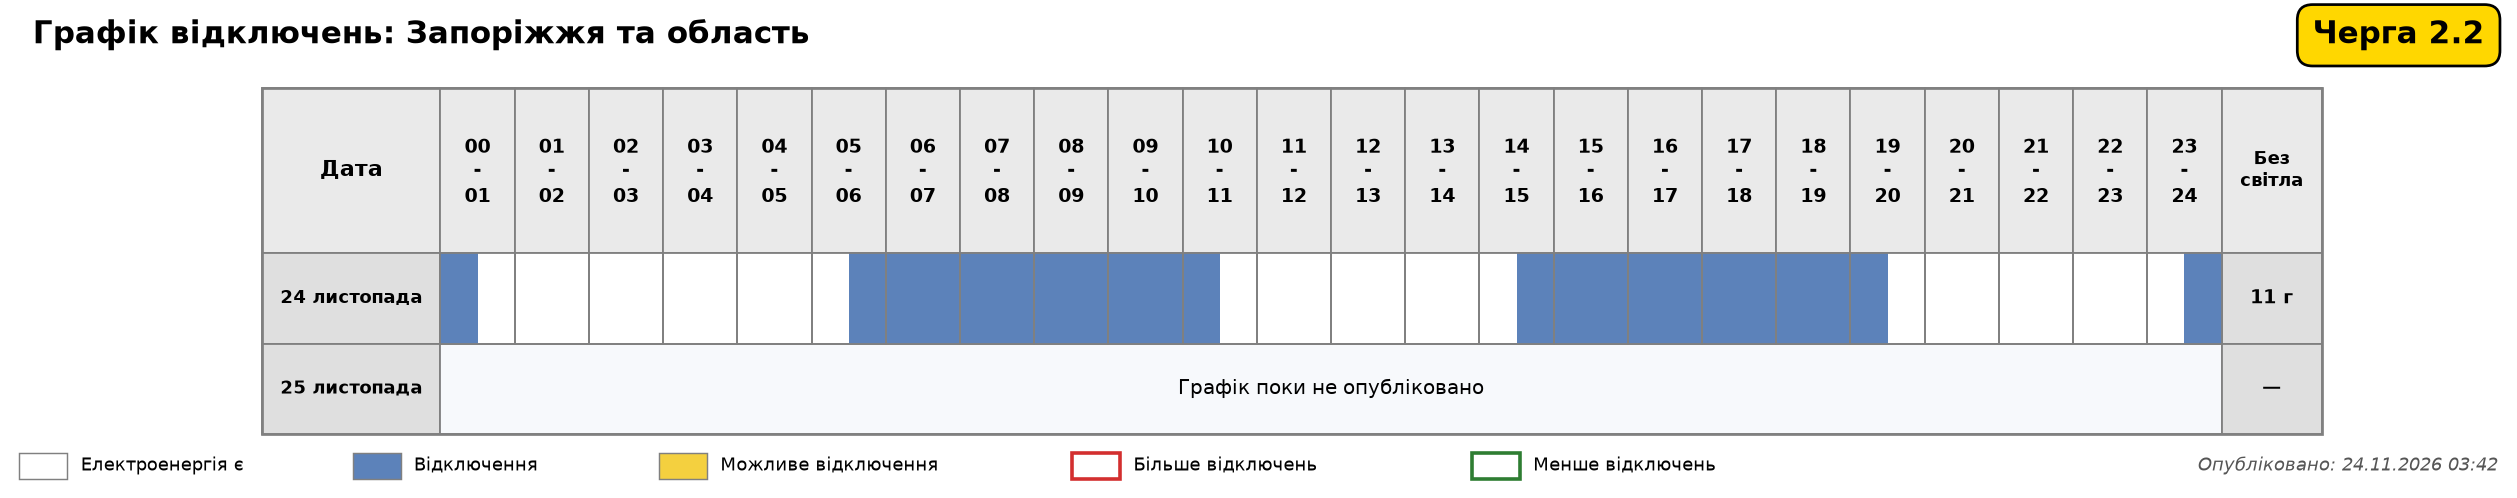 Графік відключень: Запоріжжя та область
Черга 2.2
Дата
00 - 01
01 - 02
02 - 03
03 - 04
04 - 05
05 - 06
06 - 07
07 - 08
08 - 09
09 - 10
10 - 11
11 - 12
12 - 13
13 - 14
14 - 15
15 - 16
16 - 17
17 - 18
18 - 19
19 - 20
20 - 21
21 - 22
22 - 23
23 - 24
Без
світла
24 листопада
11 г
25 листопада
Графік поки не опубліковано
—
Електроенергія є
Відключення
Можливе відключення
Більше відключень
Менше відключень
Опубліковано: 24.11.2026 03:42